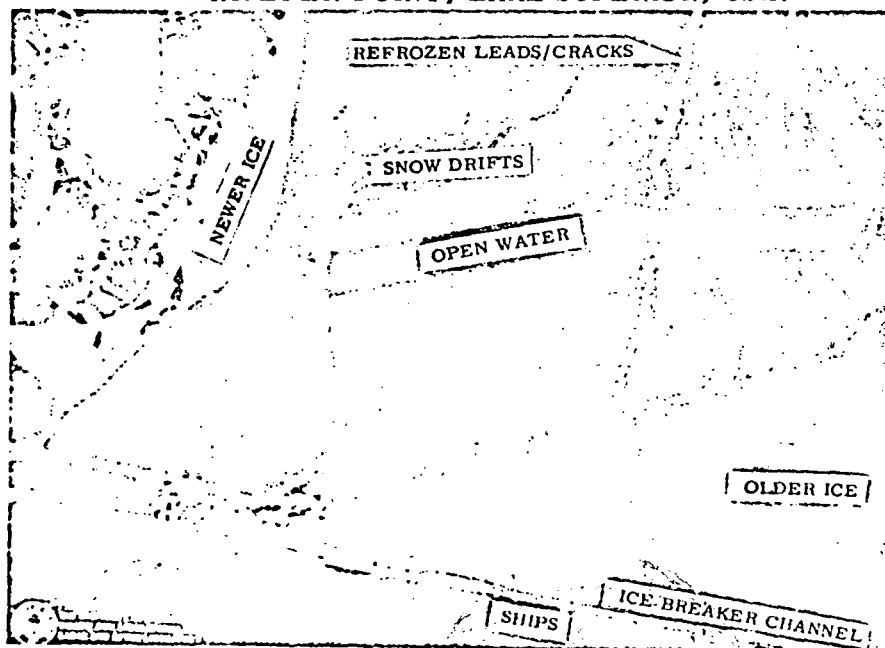 REFROZEN LEADS/CRACKS
SNOW DRIFTS
NEWER ICE
OPEN WATER
OLDER ICE
ICE BREAKER CHANNEL
SHIPS